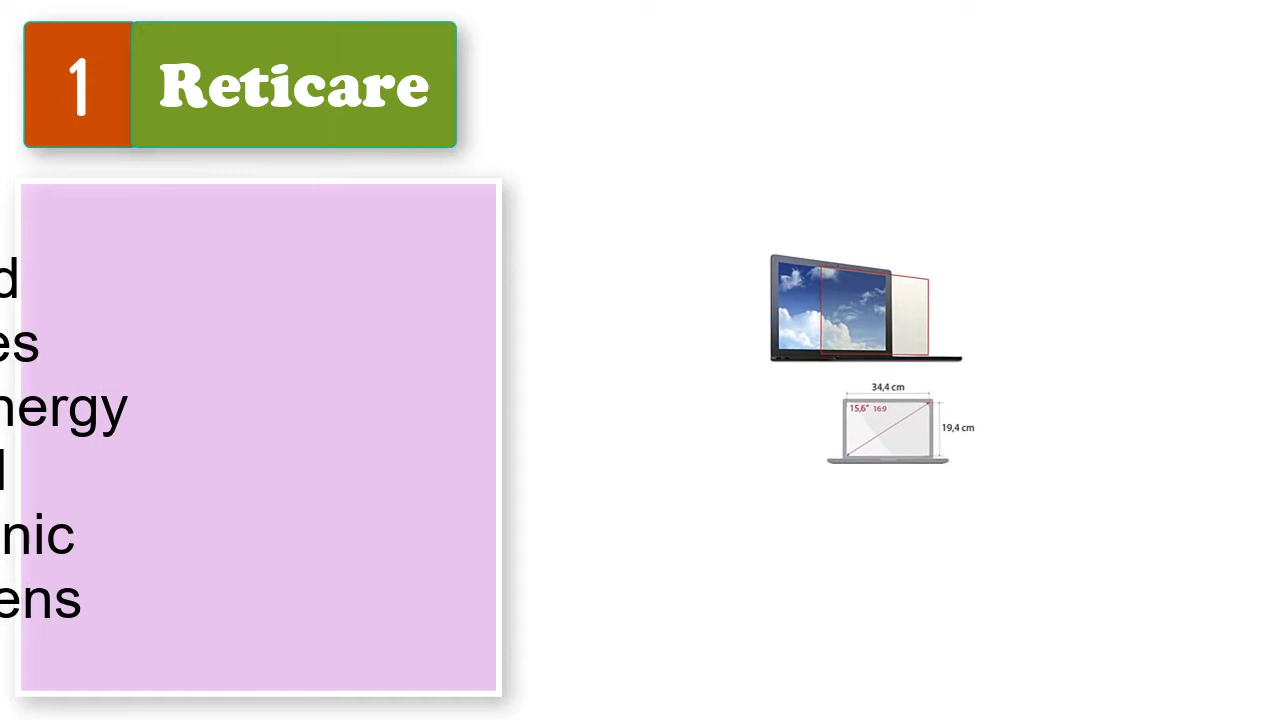 1 Reticare
d
es
nergy
l
nic
ens
34,4 cm
15,6" 16:9
19,4 cm